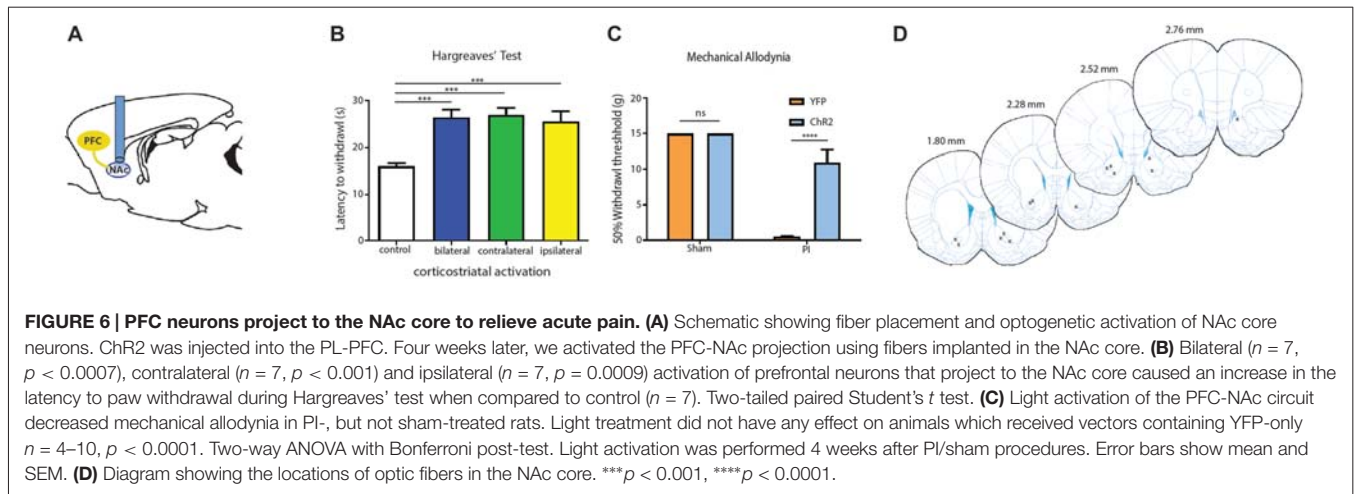 A
PFC
NAc
B
Hargreaves' Test
***
***
***
Latency to withdrawl (s)
30
20
10
0
control bilateral contralateral ipsilateral
corticostriatal activation
C
Mechanical Allodynia
YFP
ChR2
ns
****
50% Withdrawl threshhold (g)
20
15
10
5
0
Sham PI
D
2.76 mm
2.52 mm
2.28 mm
1.80 mm
FIGURE 6 | PFC neurons project to the NAc core to relieve acute pain. (A) Schematic showing fiber placement and optogenetic activation of NAc core
neurons. ChR2 was injected into the PL-PFC. Four weeks later, we activated the PFC-NAc projection using fibers implanted in the NAc core. (B) Bilateral (n = 7,
p < 0.0007), contralateral (n = 7, p < 0.001) and ipsilateral (n = 7, p = 0.0009) activation of prefrontal neurons that project to the NAc core caused an increase in the
latency to paw withdrawal during Hargreaves' test when compared to control (n = 7). Two-tailed paired Student's t test. (C) Light activation of the PFC-NAc circuit
decreased mechanical allodynia in PI-, but not sham-treated rats. Light treatment did not have any effect on animals which received vectors containing YFP-only
n = 4–10, p < 0.0001. Two-way ANOVA with Bonferroni post-test. Light activation was performed 4 weeks after PI/sham procedures. Error bars show mean and
SEM. (D) Diagram showing the locations of optic fibers in the NAc core. ***p < 0.001, ****p < 0.0001.